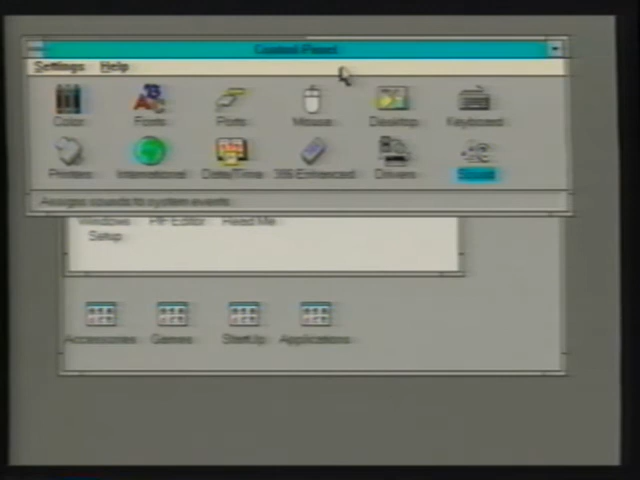 Control Panel
Settings Help
Color Fonts Ports Mouse Desktop Keyboard
Printers International Date/Time 386 Enhanced Drivers Sound
Assigns sounds to system events
Windows Setup PIF Editor Read Me
Accessories Games StartUp Applications